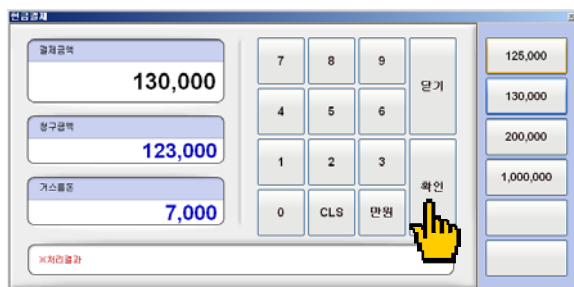 현금결제
결제금액
130,000
청구금액
123,000
거스름돈
7,000
7 8 9 닫기
4 5 6
1 2 3 확인
0 CLS 만원
※처리결과
125,000
130,000
200,000
1,000,000